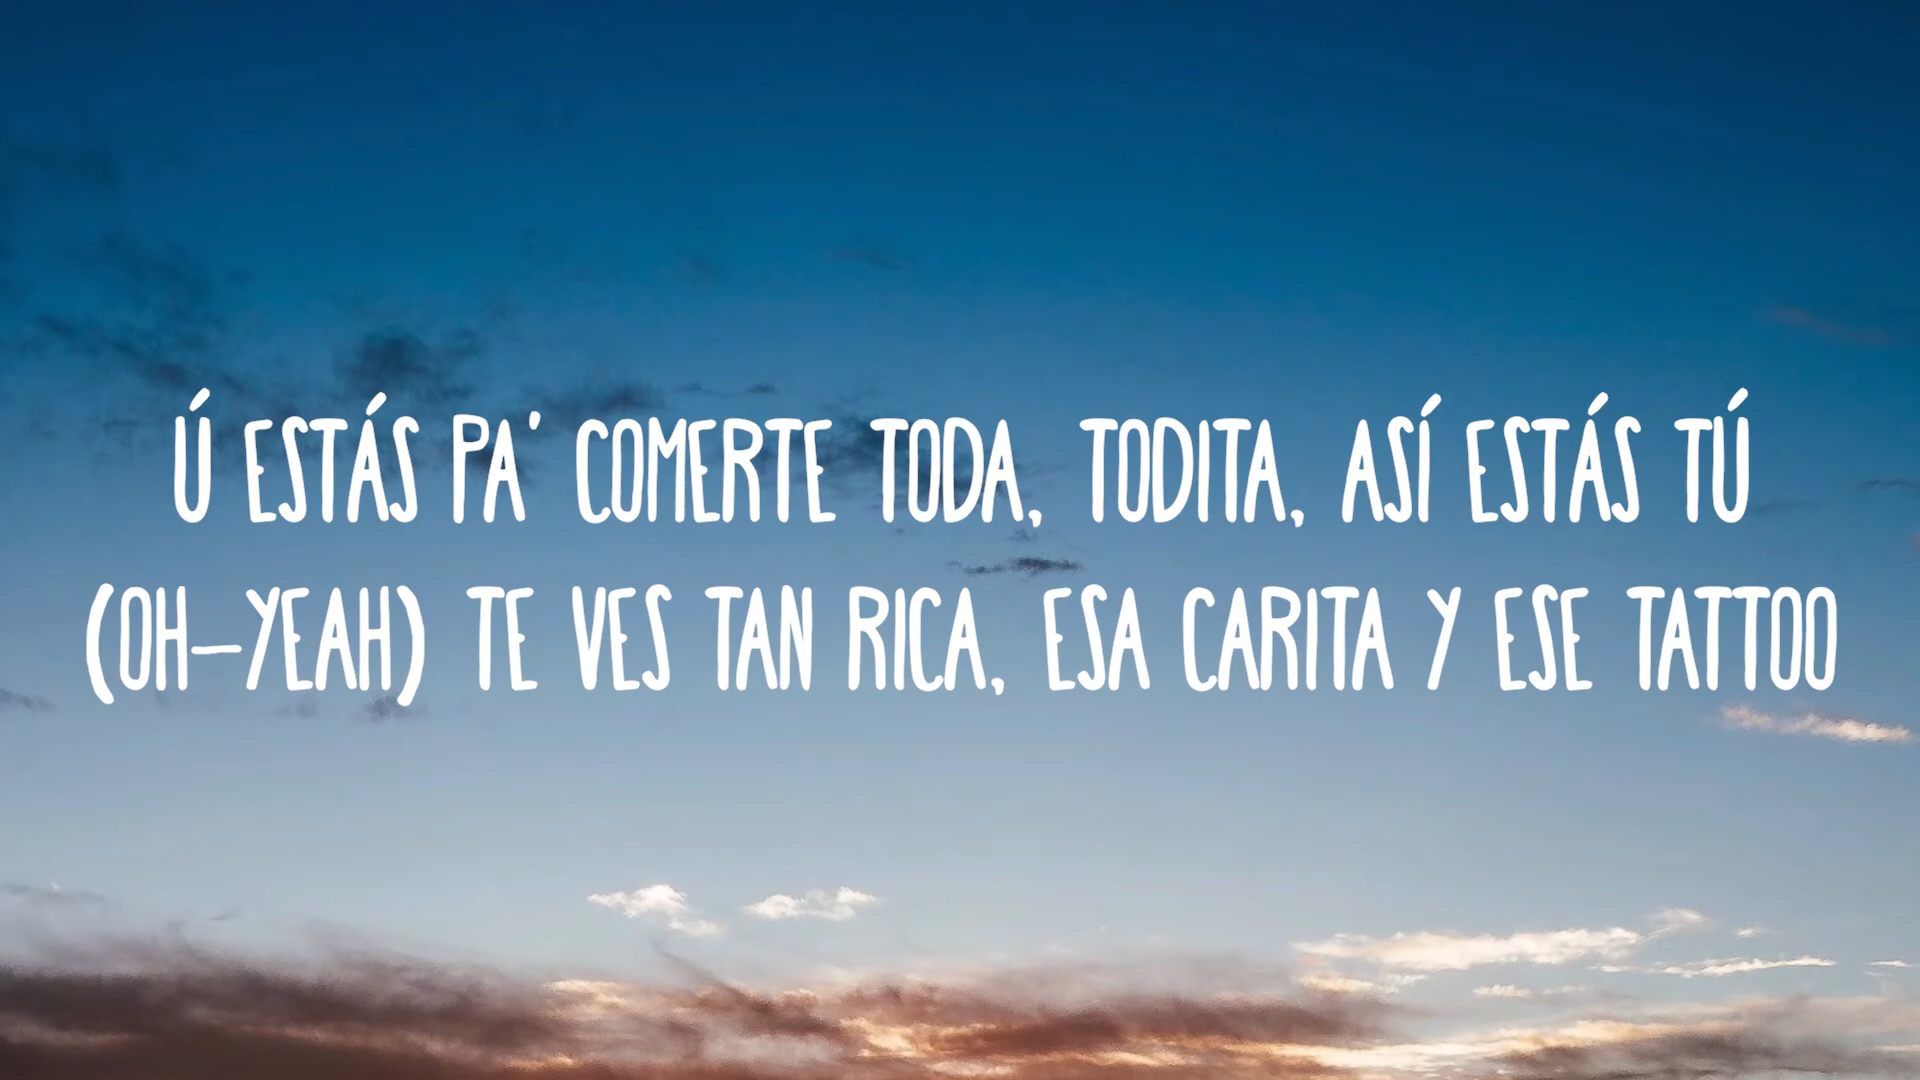 Ú ESTÁS PA' COMERTE TODA, TODITA, ASÍ ESTÁS TÚ
(OH-YEAH) TE VES TAN RICA, ESA CARITA Y ESE TATTOO